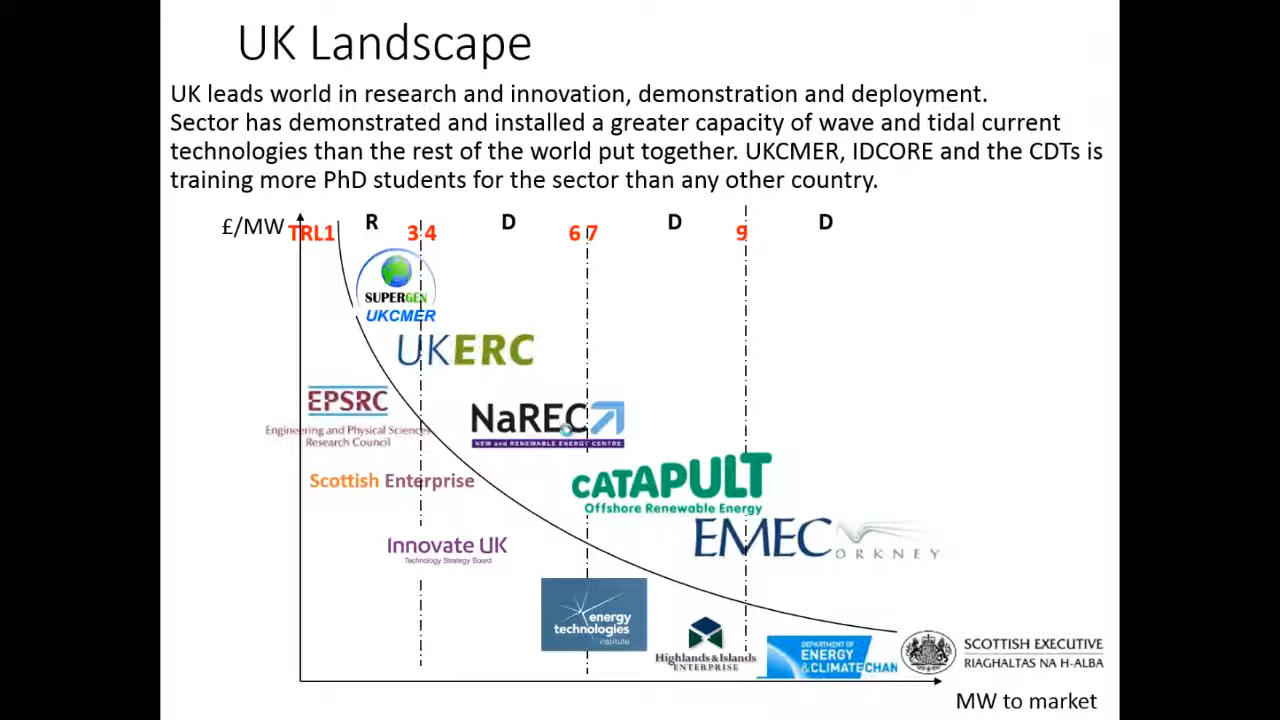 UK Landscape
UK leads world in research and innovation, demonstration and deployment.
Sector has demonstrated and installed a greater capacity of wave and tidal current
technologies than the rest of the world put together. UKCMER, IDCORE and the CDTs is
training more PhD students for the sector than any other country.
£/MW
R D D D
TRL1 3 4 6 7 9
SUPERGEN
UKCMER
UKERC
EPSRC
Engineering and Physical Sciences
Research Council
NaREC
NEW and RENEWABLE ENERGY CENTRE
Scottish Enterprise
CATAPULT
Offshore Renewable Energy
EMEC
ORKNEY
Innovate UK
Technology Strategy Board
energy
technologies
institute
Highlands & Islands
ENTERPRISE
DEPARTMENT OF
ENERGY
& CLIMATE CHAN
SCOTTISH EXECUTIVE
RIAGHALTAS NA H-ALBA
MW to market